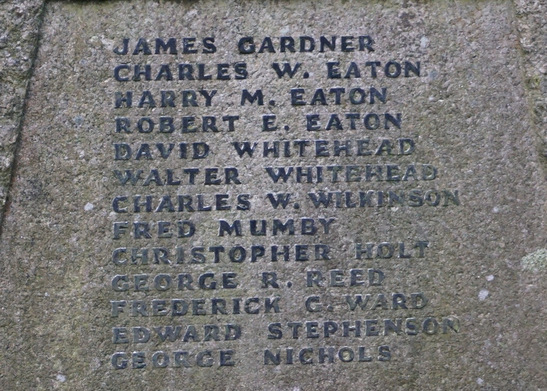 JAMES GARDNER
CHARLES W. EATON
HARRY M. EATON
ROBERT E. EATON
DAVID WHITEHEAD
WALTER WHITEHEAD
CHARLES W. WILKINSON
FRED MUMBY
CHRISTOPHER HOLT
GEORGE R. REED
FREDERICK C. WARD
EDWARD STEPHENSON
GEORGE NICHOLS